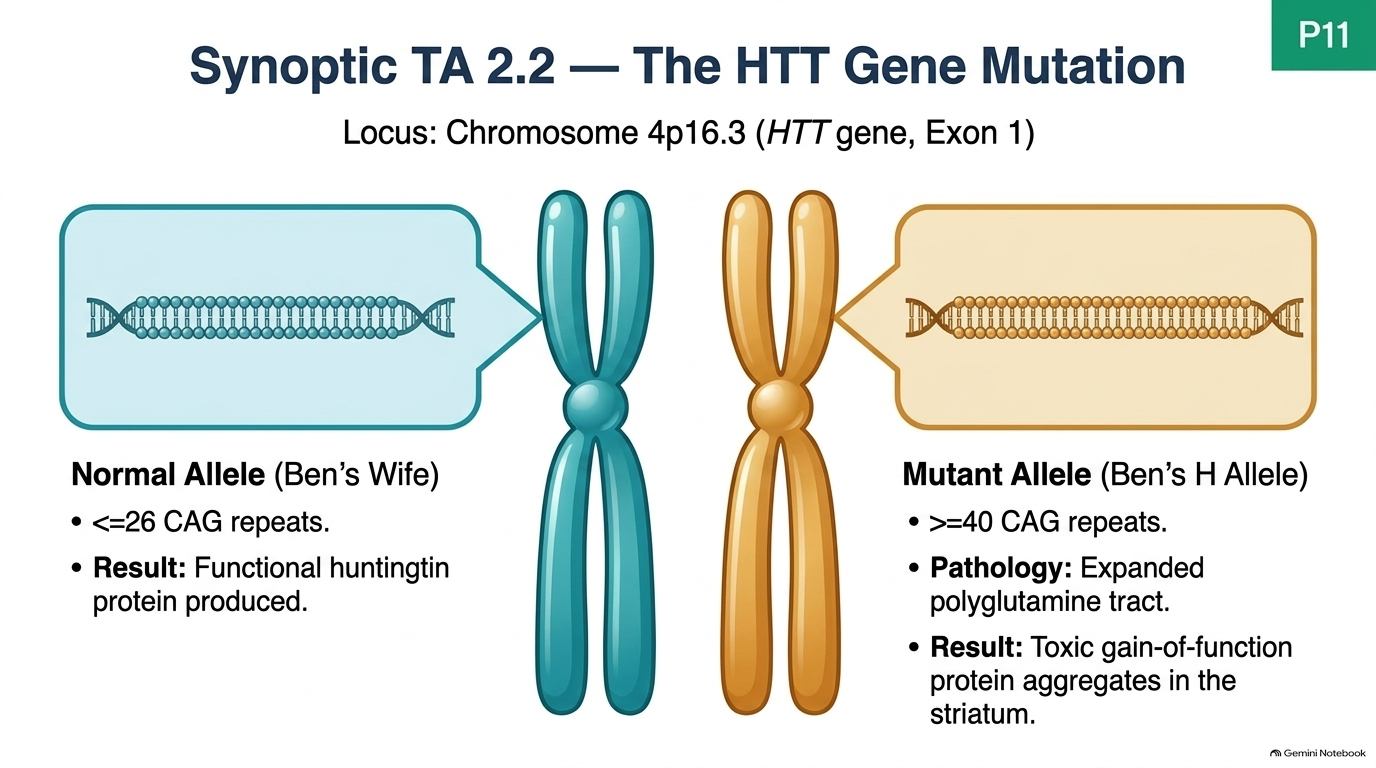 P11
Synoptic TA 2.2 — The HTT Gene Mutation
Locus: Chromosome 4p16.3 (HTT gene, Exon 1)
Normal Allele (Ben’s Wife)
• <=26 CAG repeats.
• Result: Functional huntingtin
protein produced.
Mutant Allele (Ben’s H Allele)
• >=40 CAG repeats.
• Pathology: Expanded
polyglutamine tract.
• Result: Toxic gain-of-function
protein aggregates in the
striatum.
Gemini Notebook